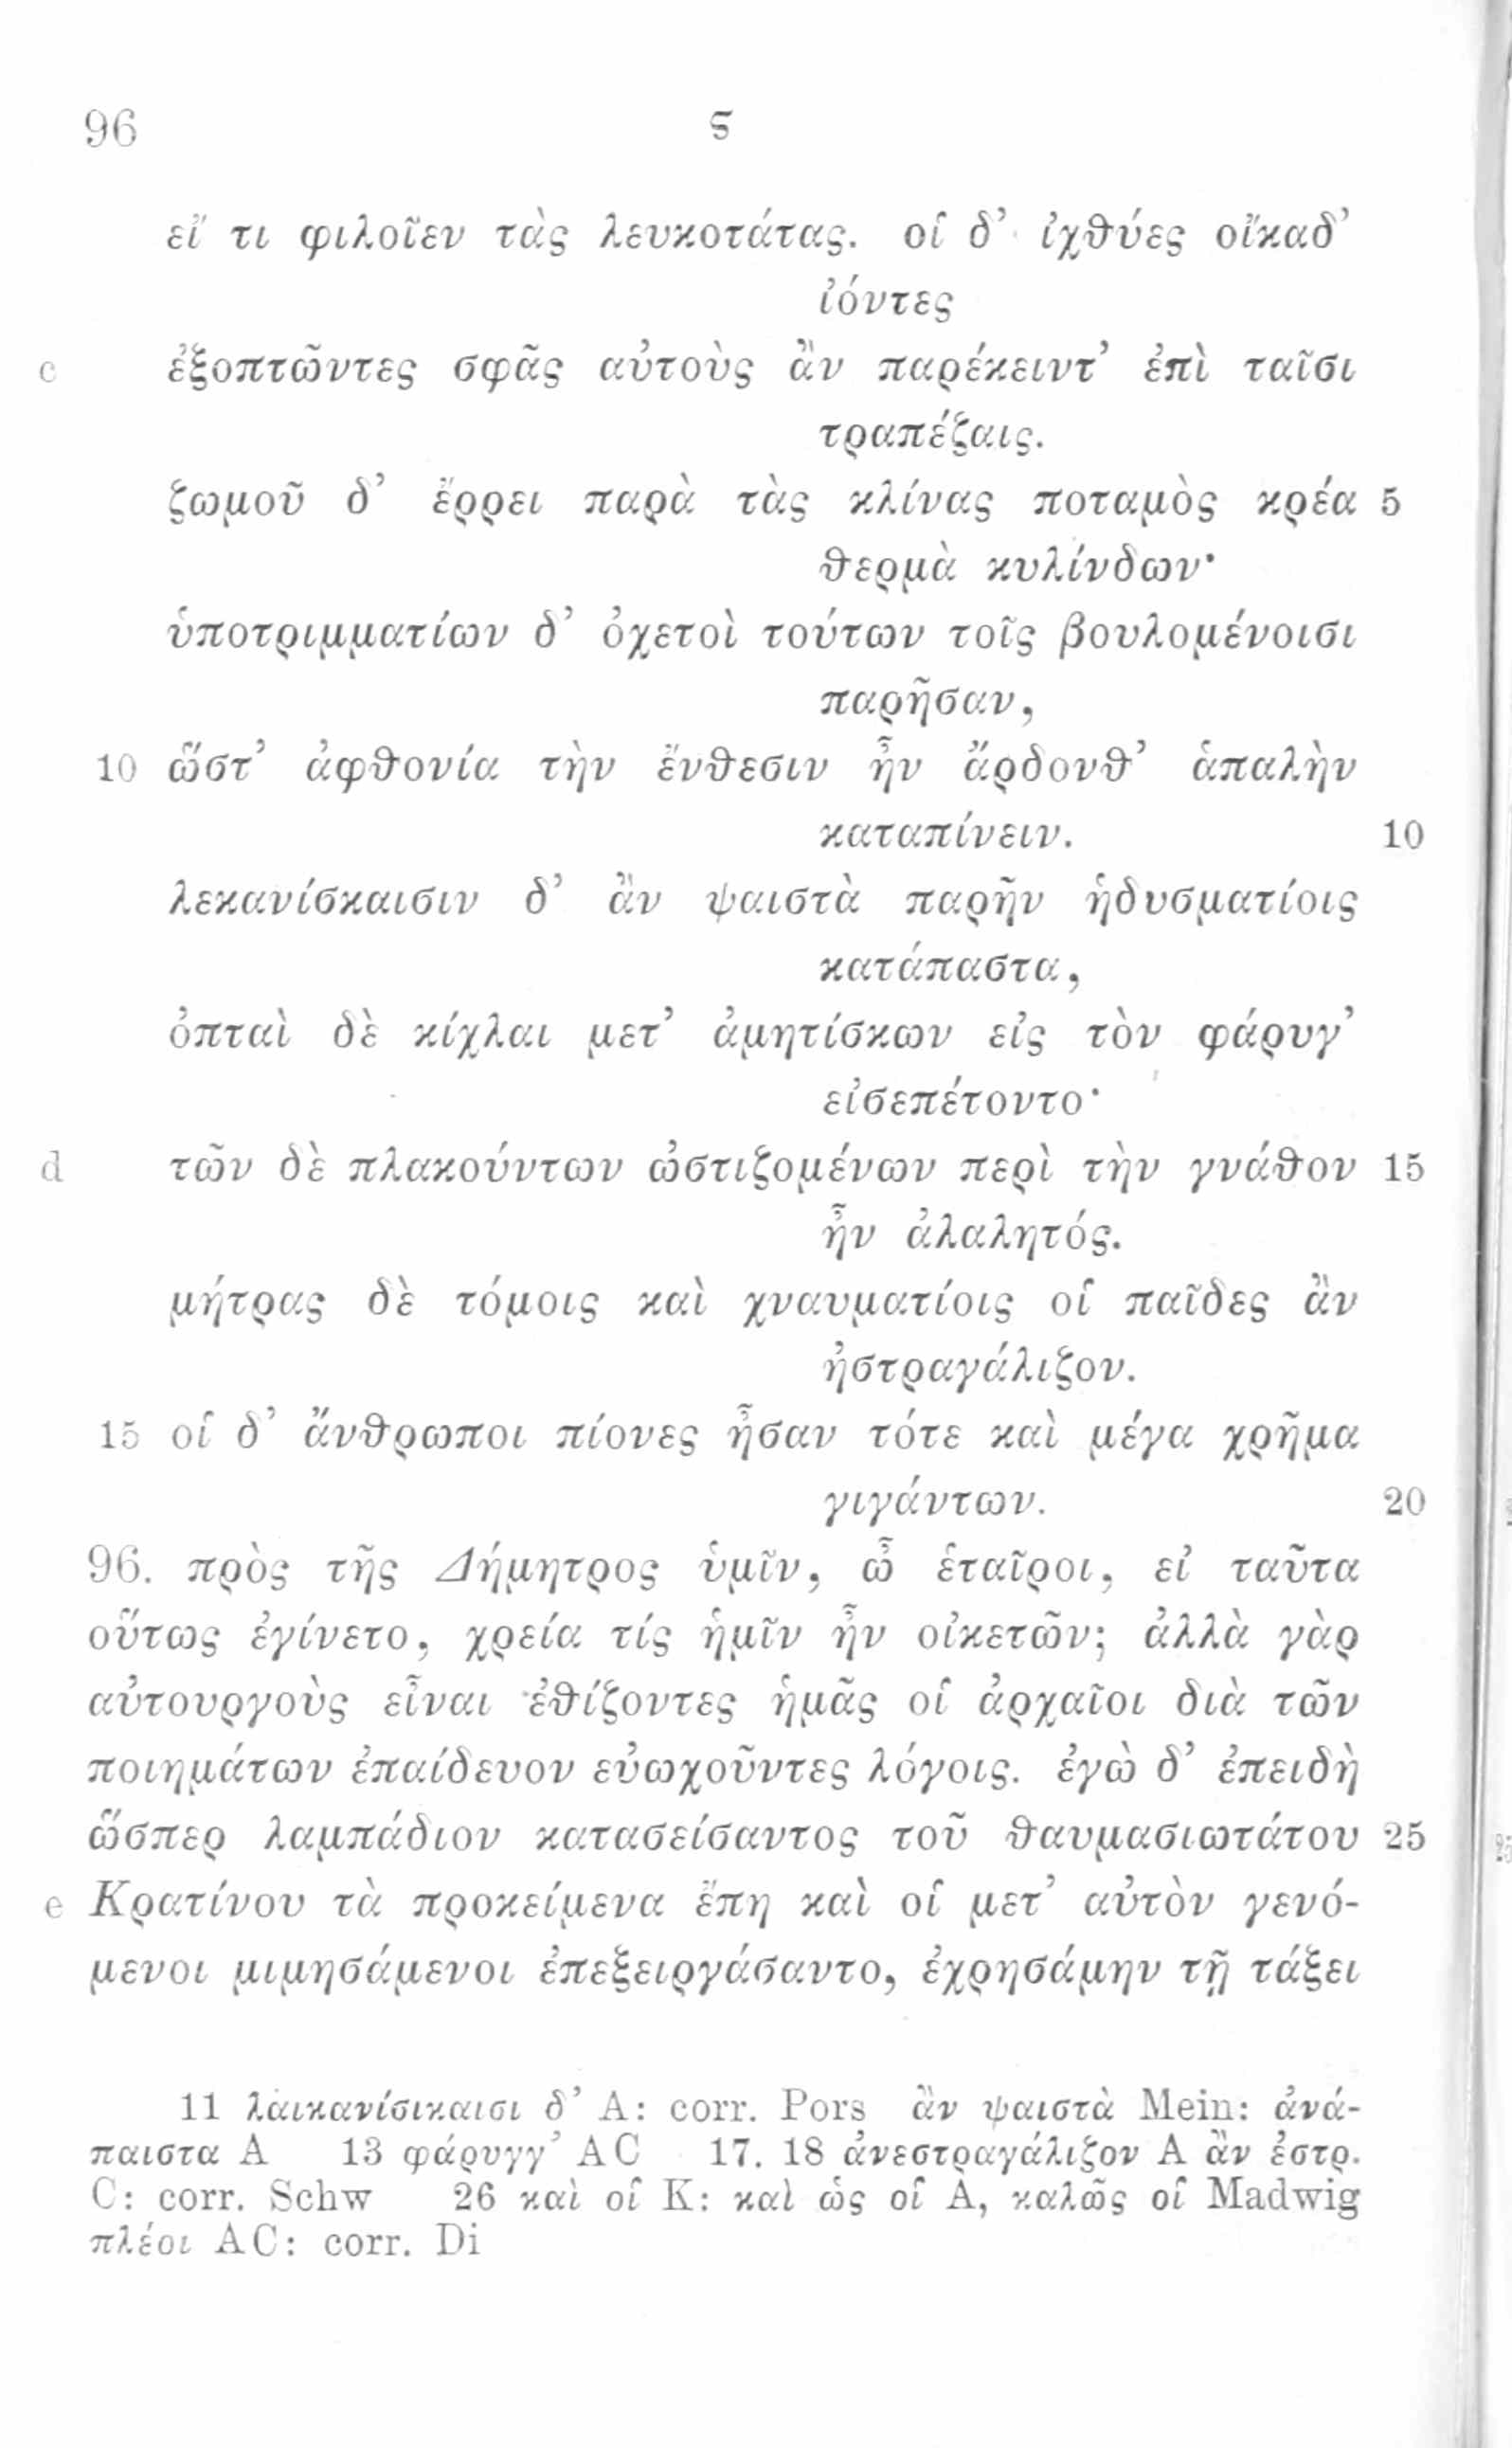 96 ϛ
εἴ τι φιλοῖεν τὰς λευκοτάτας. οἱ δ’ ἰχθύες οἴκαδ’
ἰόντες
c ἐξοπτῶντες σφᾶς αὐτοὺς ἂν παρέκειντ’ ἐπὶ ταῖσι
τραπέζαις.
ζωμοῦ δ’ ἔρρει παρὰ τὰς κλίνας ποταμὸς κρέα 5
θερμὰ κυλίνδων·
ὑποτριμματίων δ’ ὀχετοὶ τούτων τοῖς βουλομένοισι
παρῆσαν,
10 ὥστ’ ἀφθονία τὴν ἔνθεσιν ἦν ἄρδονθ’ ἁπαλὴν
καταπίνειν. 10
λεκανίσκαισιν δ’ ἂν ψαιστὰ παρῆν ἡδυσματίοις
κατάπαστα,
ὀπταὶ δὲ κίχλαι μετ’ ἀμητίσκων εἰς τὸν φάρυγ’
εἰσεπέτοντο·
d τῶν δὲ πλακούντων ὠστιζομένων περὶ τὴν γνάθον 15
ἦν ἀλαλητός.
μήτρας δὲ τόμοις καὶ χναυματίοις οἱ παῖδες ἂν
ἠστραγάλιζον.
15 οἱ δ’ ἄνθρωποι πίονες ἦσαν τότε καὶ μέγα χρῆμα
γιγάντων. 20
96. πρὸς τῆς Δήμητρος ὑμῖν, ὦ ἑταῖροι, εἰ ταῦτα
οὕτως ἐγίνετο, χρεία τίς ἡμῖν ἦν οἰκετῶν; ἀλλὰ γὰρ
αὐτουργοὺς εἶναι ἐθίζοντες ἡμᾶς οἱ ἀρχαῖοι διὰ τῶν
ποιημάτων ἐπαίδευον εὐωχοῦντες λόγοις. ἐγὼ δ’ ἐπειδὴ
ὥσπερ λαμπάδιον κατασείσαντος τοῦ θαυμασιωτάτου 25
e Κρατίνου τὰ προκείμενα ἔπη καὶ οἱ μετ’ αὐτὸν γενό-
μενοι μιμησάμενοι ἐπεξειργάσαντο, ἐχρησάμην τῇ τάξει
11 λαικανίσικαισι δ’ A: corr. Pors ἂν ψαιστὰ Mein: ἀνά-
παιστα A 13 φάρυγγ’ AC 17. 18 ἀνεστραγάλιζον A ἂν ἐστρ.
C: corr. Schw 26 καὶ οἱ K: καὶ ὡς οἱ A, καλῶς οἱ Madwig
πλέοι AC: corr. Di